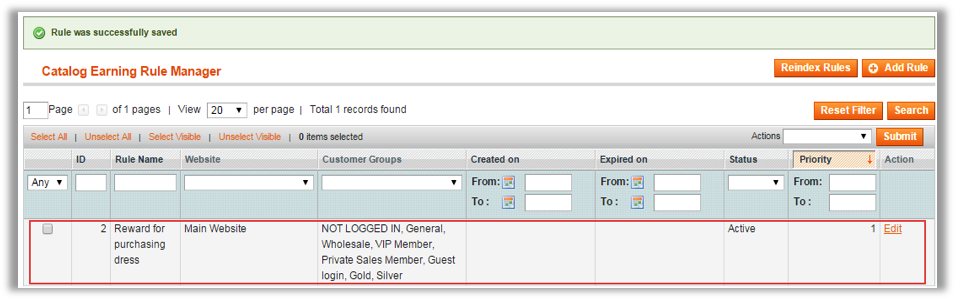 Rule was successfully saved
Catalog Earning Rule Manager
Reindex Rules
Add Rule
1 Page of 1 pages | View 20 per page | Total 1 records found
Reset Filter
Search
Select All | Unselect All | Select Visible | Unselect Visible | 0 items selected
Actions
Submit
ID Rule Name Website Customer Groups Created on Expired on Status Priority Action
Any From: From: From:
To : To : To :
2 Reward for Main Website NOT LOGGED IN, General, Active 1 Edit
purchasing Wholesale, VIP Member,
dress Private Sales Member, Guest
login, Gold, Silver